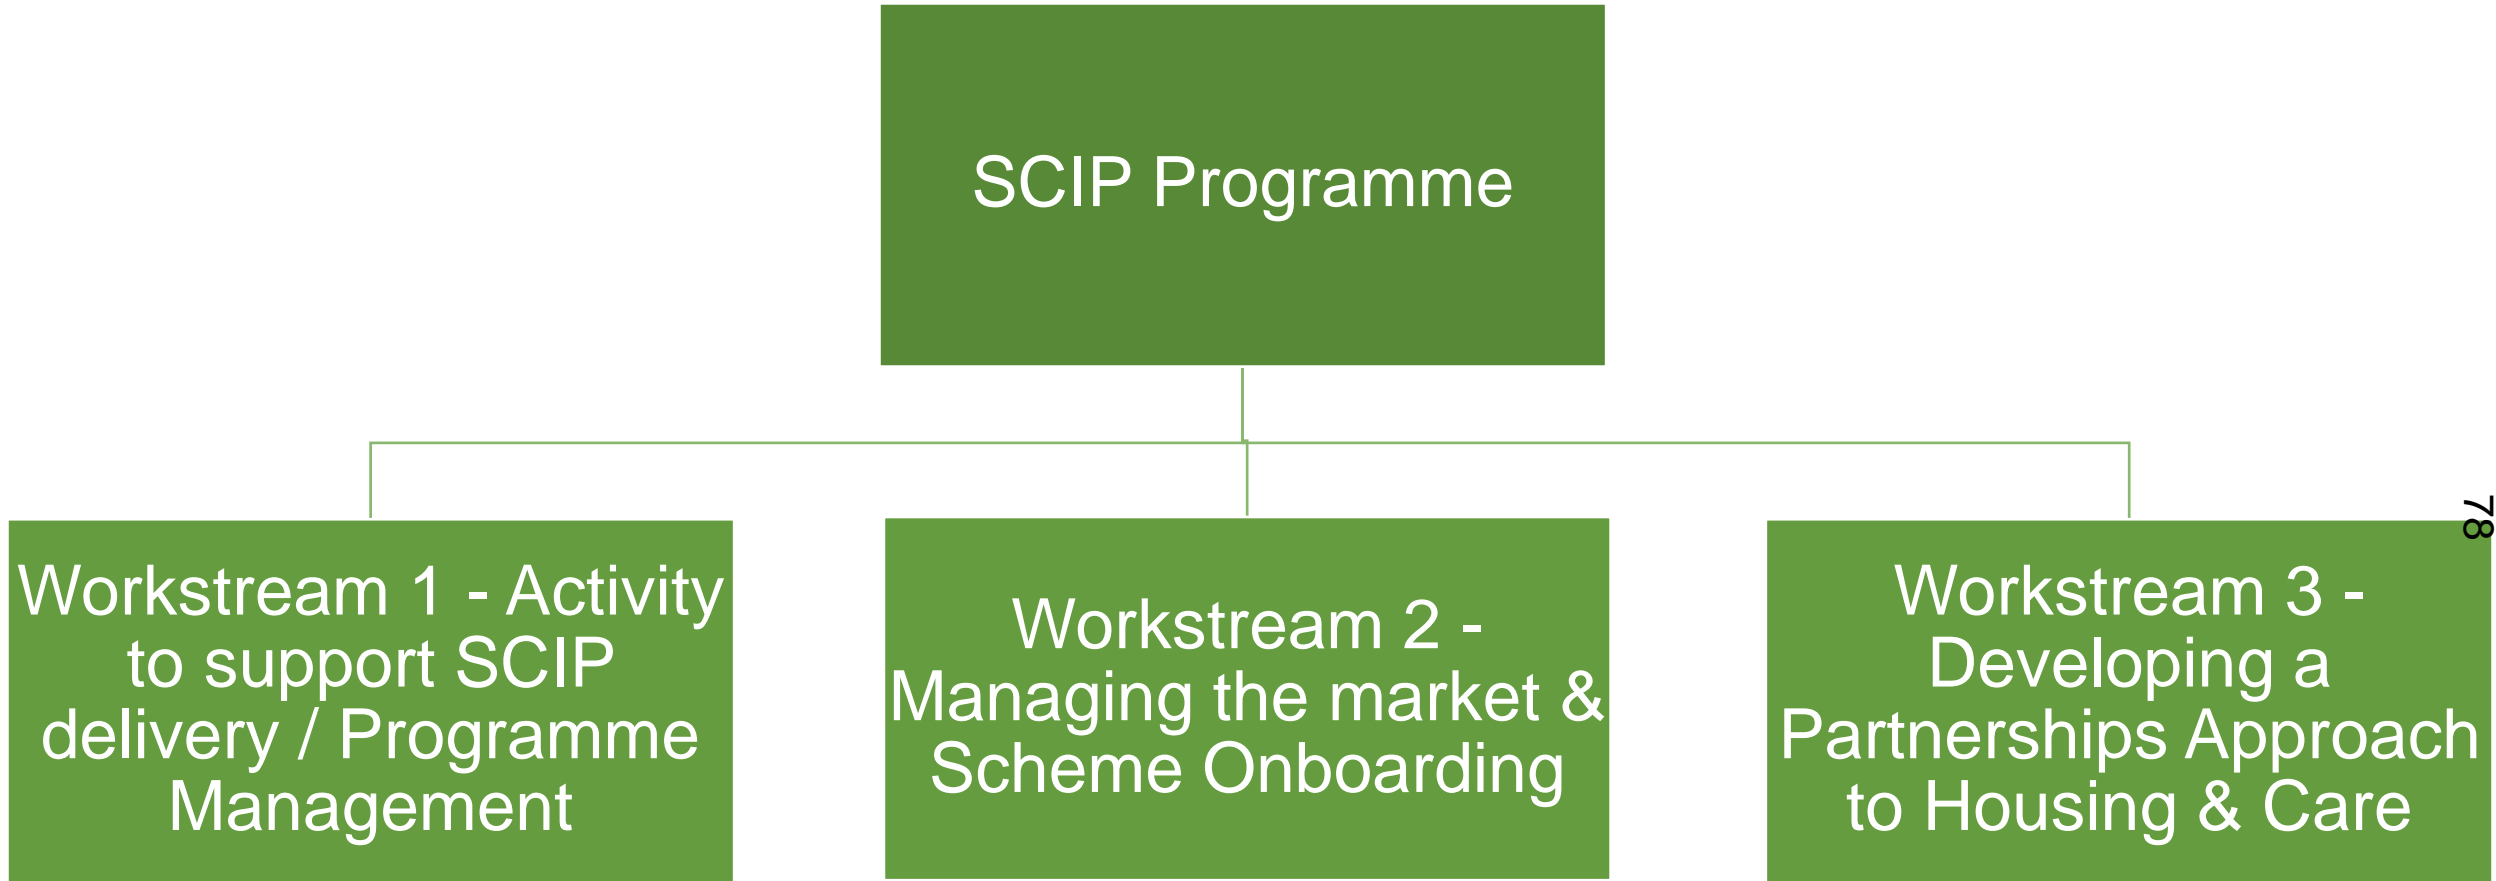 SCIP Programme
Workstream 1 - Activity
to support SCIP
delivery / Programme
Management
Workstream 2 -
Managing the market &
Scheme Onboarding
Workstream 3 -
Developing a
Partnerships Approach
to Housing & Care
78